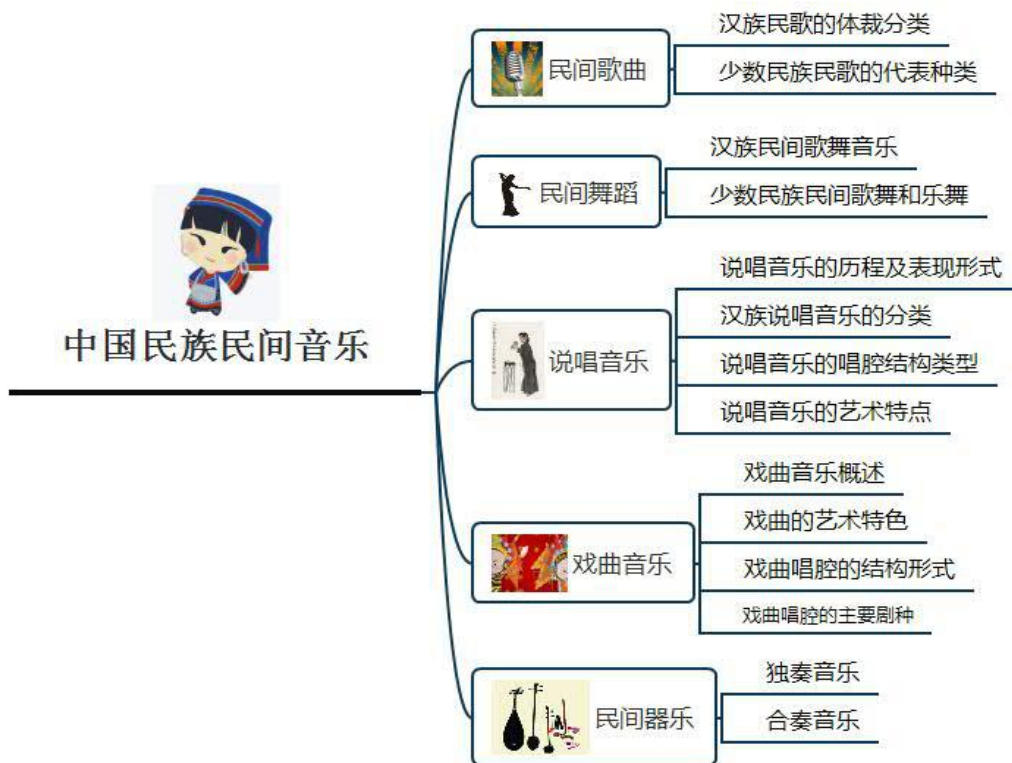 中国民族民间音乐
民间歌曲
汉族民歌的体裁分类
少数民族民歌的代表种类
民间舞蹈
汉族民间歌舞音乐
少数民族民间歌舞和乐舞
说唱音乐
说唱音乐的历程及表现形式
汉族说唱音乐的分类
说唱音乐的唱腔结构类型
说唱音乐的艺术特点
戏曲音乐
戏曲音乐概述
戏曲的艺术特色
戏曲唱腔的结构形式
戏曲唱腔的主要剧种
民间器乐
独奏音乐
合奏音乐